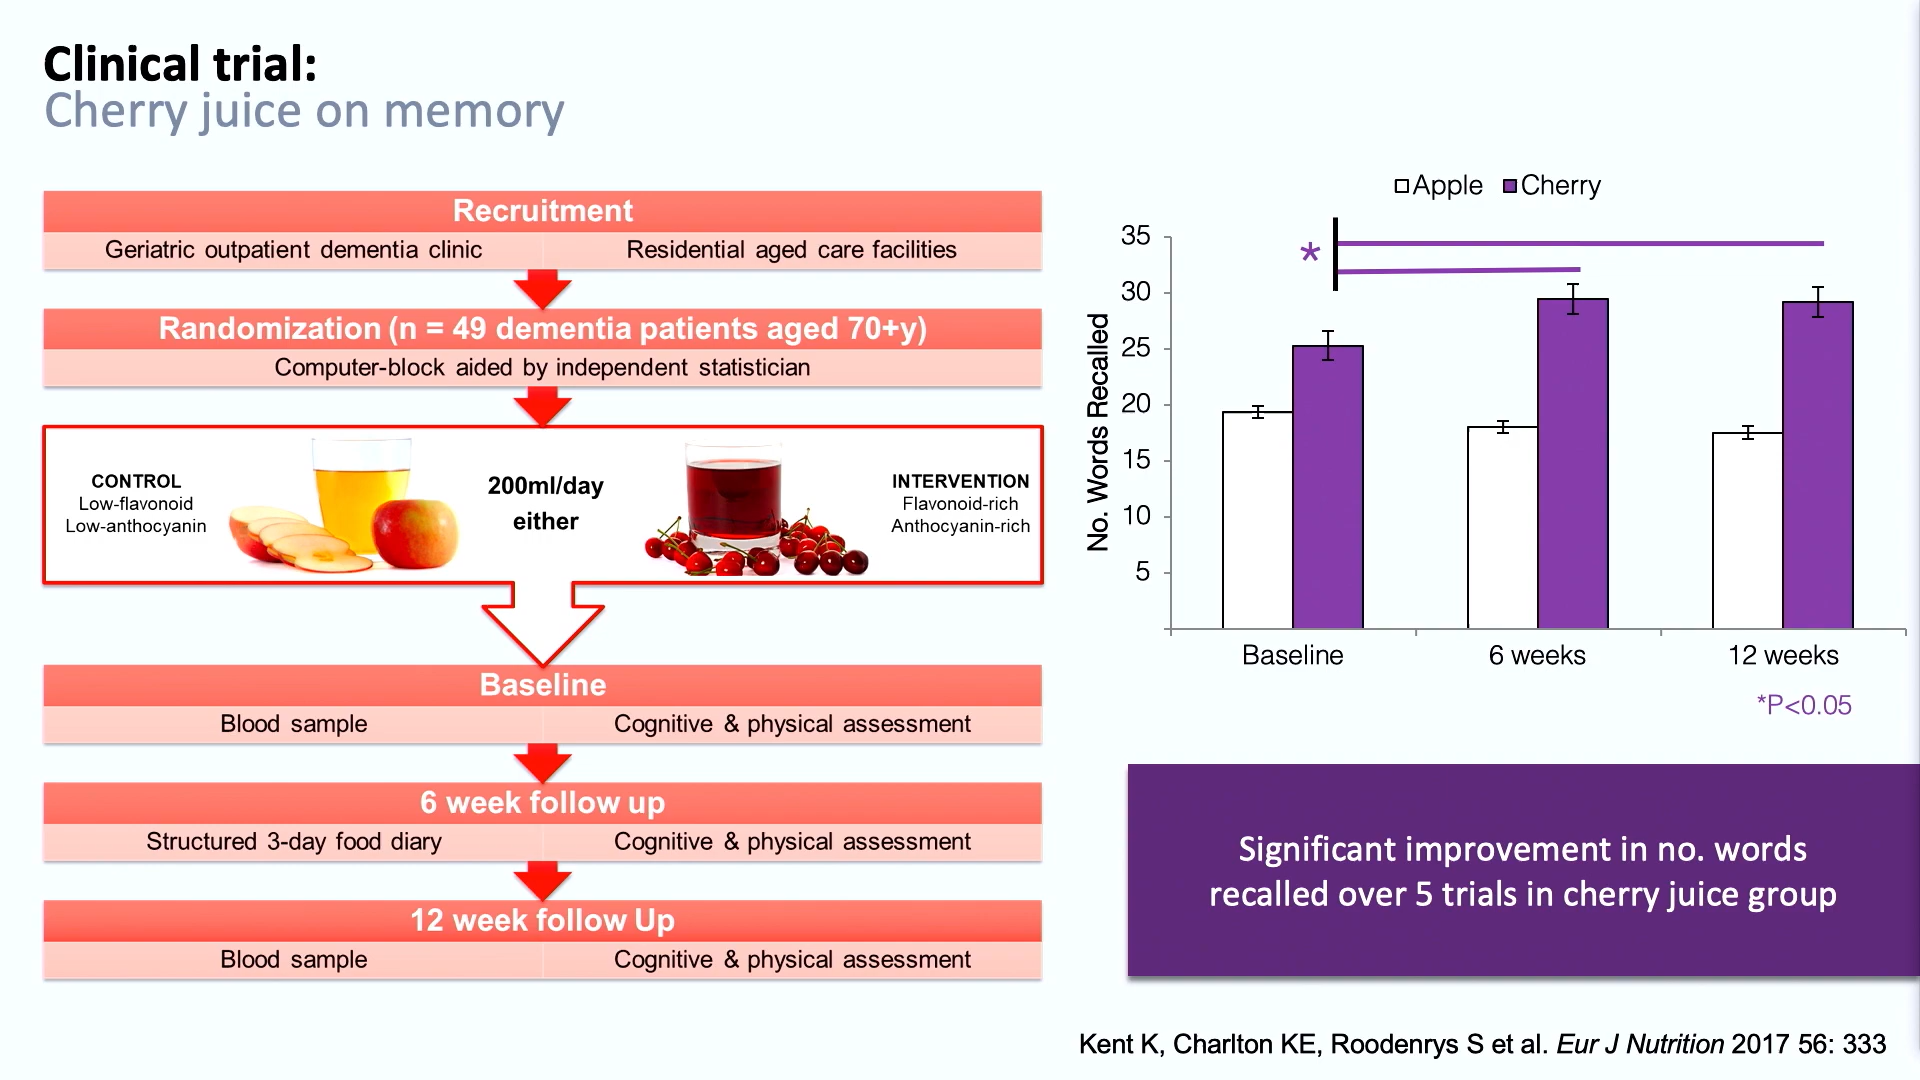 Clinical trial:
Cherry juice on memory
Recruitment
Geriatric outpatient dementia clinic
Residential aged care facilities
Randomization (n = 49 dementia patients aged 70+y)
Computer-block aided by independent statistician
CONTROL
Low-flavonoid
Low-anthocyanin
200ml/day
either
INTERVENTION
Flavonoid-rich
Anthocyanin-rich
Baseline
Blood sample
Cognitive & physical assessment
6 week follow up
Structured 3-day food diary
Cognitive & physical assessment
12 week follow Up
Blood sample
Cognitive & physical assessment
Apple
Cherry
*
No. Words Recalled
35
30
25
20
15
10
5
Baseline
6 weeks
12 weeks
*P<0.05
Significant improvement in no. words
recalled over 5 trials in cherry juice group
Kent K, Charlton KE, Roodenrys S et al. Eur J Nutrition 2017 56: 333